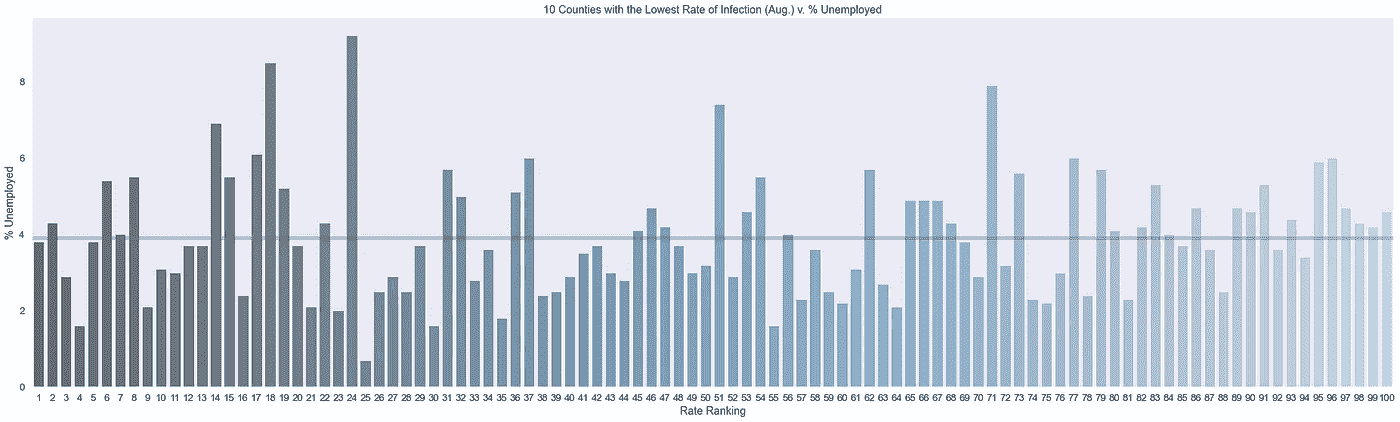 10 Counties with the Lowest Rate of Infection (Aug.) v. % Unemployed
% Unemployed
8
6
4
2
0
1 2 3 4 5 6 7 8 9 10 11 12 13 14 15 16 17 18 19 20 21 22 23 24 25 26 27 28 29 30 31 32 33 34 35 36 37 38 39 40 41 42 43 44 45 46 47 48 49 50 51 52 53 54 55 56 57 58 59 60 61 62 63 64 65 66 67 68 69 70 71 72 73 74 75 76 77 78 79 80 81 82 83 84 85 86 87 88 89 90 91 92 93 94 95 96 97 98 99 100
Rate Ranking